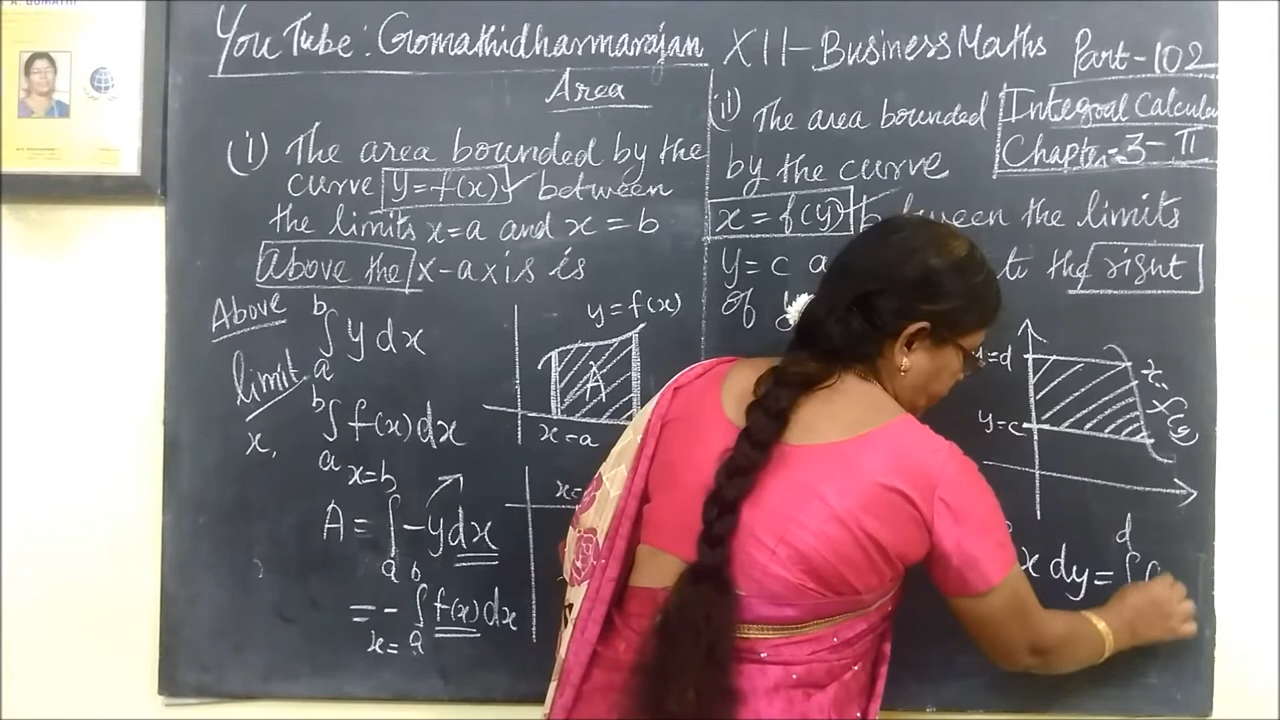 A. GOMATHI
YouTube: Gomathidharmarajan XII-Business Maths Part-102
Area
Integral Calculu
Chapter-3-II
(i) The area bounded by the
curve y=f(x) between
the limits x=a and x=b
above the x-axis is
Above
limit
x,
b
∫ y dx
a
b
∫ f(x) dx
a
x=b
A = ∫ -y dx
a
b
= - ∫ f(x) dx
x=a
y=f(x)
A
x=a
x=
(ii) The area bounded
by the curve
x=f(y) between the limits
y=c a to the right
of
y=d
y=c
x=f(y)
x dy = ∫
d